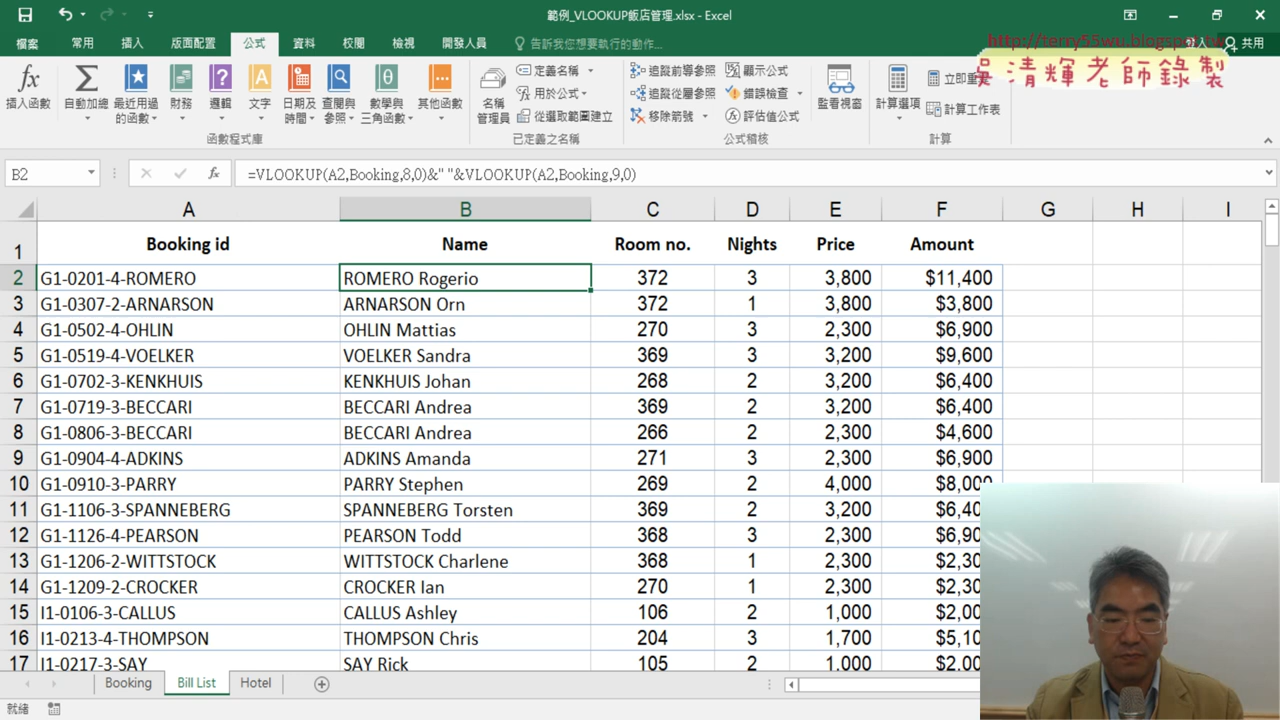 範例_VLOOKUP飯店管理.xlsx - Excel
檔案 常用 插入 版面配置 公式 資料 校閱 檢視 開發人員 告訴我您想要執行的動作... 共用
http://terry55wu.blogspot.tw
吳清輝老師錄製
插入函數 自動加總 最近用過的函數 財務 邏輯 文字 日期及時間 查閱與參照 數學與三角函數 其他函數 名稱管理員 定義名稱 用於公式 從選取範圍建立 追蹤前導參照 追蹤從屬參照 移除箭號 顯示公式 錯誤檢查 評估值公式 監看視窗 計算選項 立即重 計算工作表
函數程式庫 已定義之名稱 公式稽核 計算
B2 fx =VLOOKUP(A2,Booking,8,0)&" "&VLOOKUP(A2,Booking,9,0)
A B C D E F G H I
1 Booking id Name Room no. Nights Price Amount
2 G1-0201-4-ROMERO ROMERO Rogerio 372 3 3,800 $11,400
3 G1-0307-2-ARNARSON ARNARSON Orn 372 1 3,800 $3,800
4 G1-0502-4-OHLIN OHLIN Mattias 270 3 2,300 $6,900
5 G1-0519-4-VOELKER VOELKER Sandra 369 3 3,200 $9,600
6 G1-0702-3-KENKHUIS KENKHUIS Johan 268 2 3,200 $6,400
7 G1-0719-3-BECCARI BECCARI Andrea 369 2 3,200 $6,400
8 G1-0806-3-BECCARI BECCARI Andrea 266 2 2,300 $4,600
9 G1-0904-4-ADKINS ADKINS Amanda 271 3 2,300 $6,900
10 G1-0910-3-PARRY PARRY Stephen 269 2 4,000 $8,000
11 G1-1106-3-SPANNEBERG SPANNEBERG Torsten 369 2 3,200 $6,40
12 G1-1126-4-PEARSON PEARSON Todd 368 3 2,300 $6,90
13 G1-1206-2-WITTSTOCK WITTSTOCK Charlene 368 1 2,300 $2,30
14 G1-1209-2-CROCKER CROCKER Ian 270 1 2,300 $2,30
15 I1-0106-3-CALLUS CALLUS Ashley 106 2 1,000 $2,00
16 I1-0213-4-THOMPSON THOMPSON Chris 204 3 1,700 $5,10
17 I1-0217-3-SAY SAY Rick 105 2 1,000 $2,00
Booking Bill List Hotel
就緒